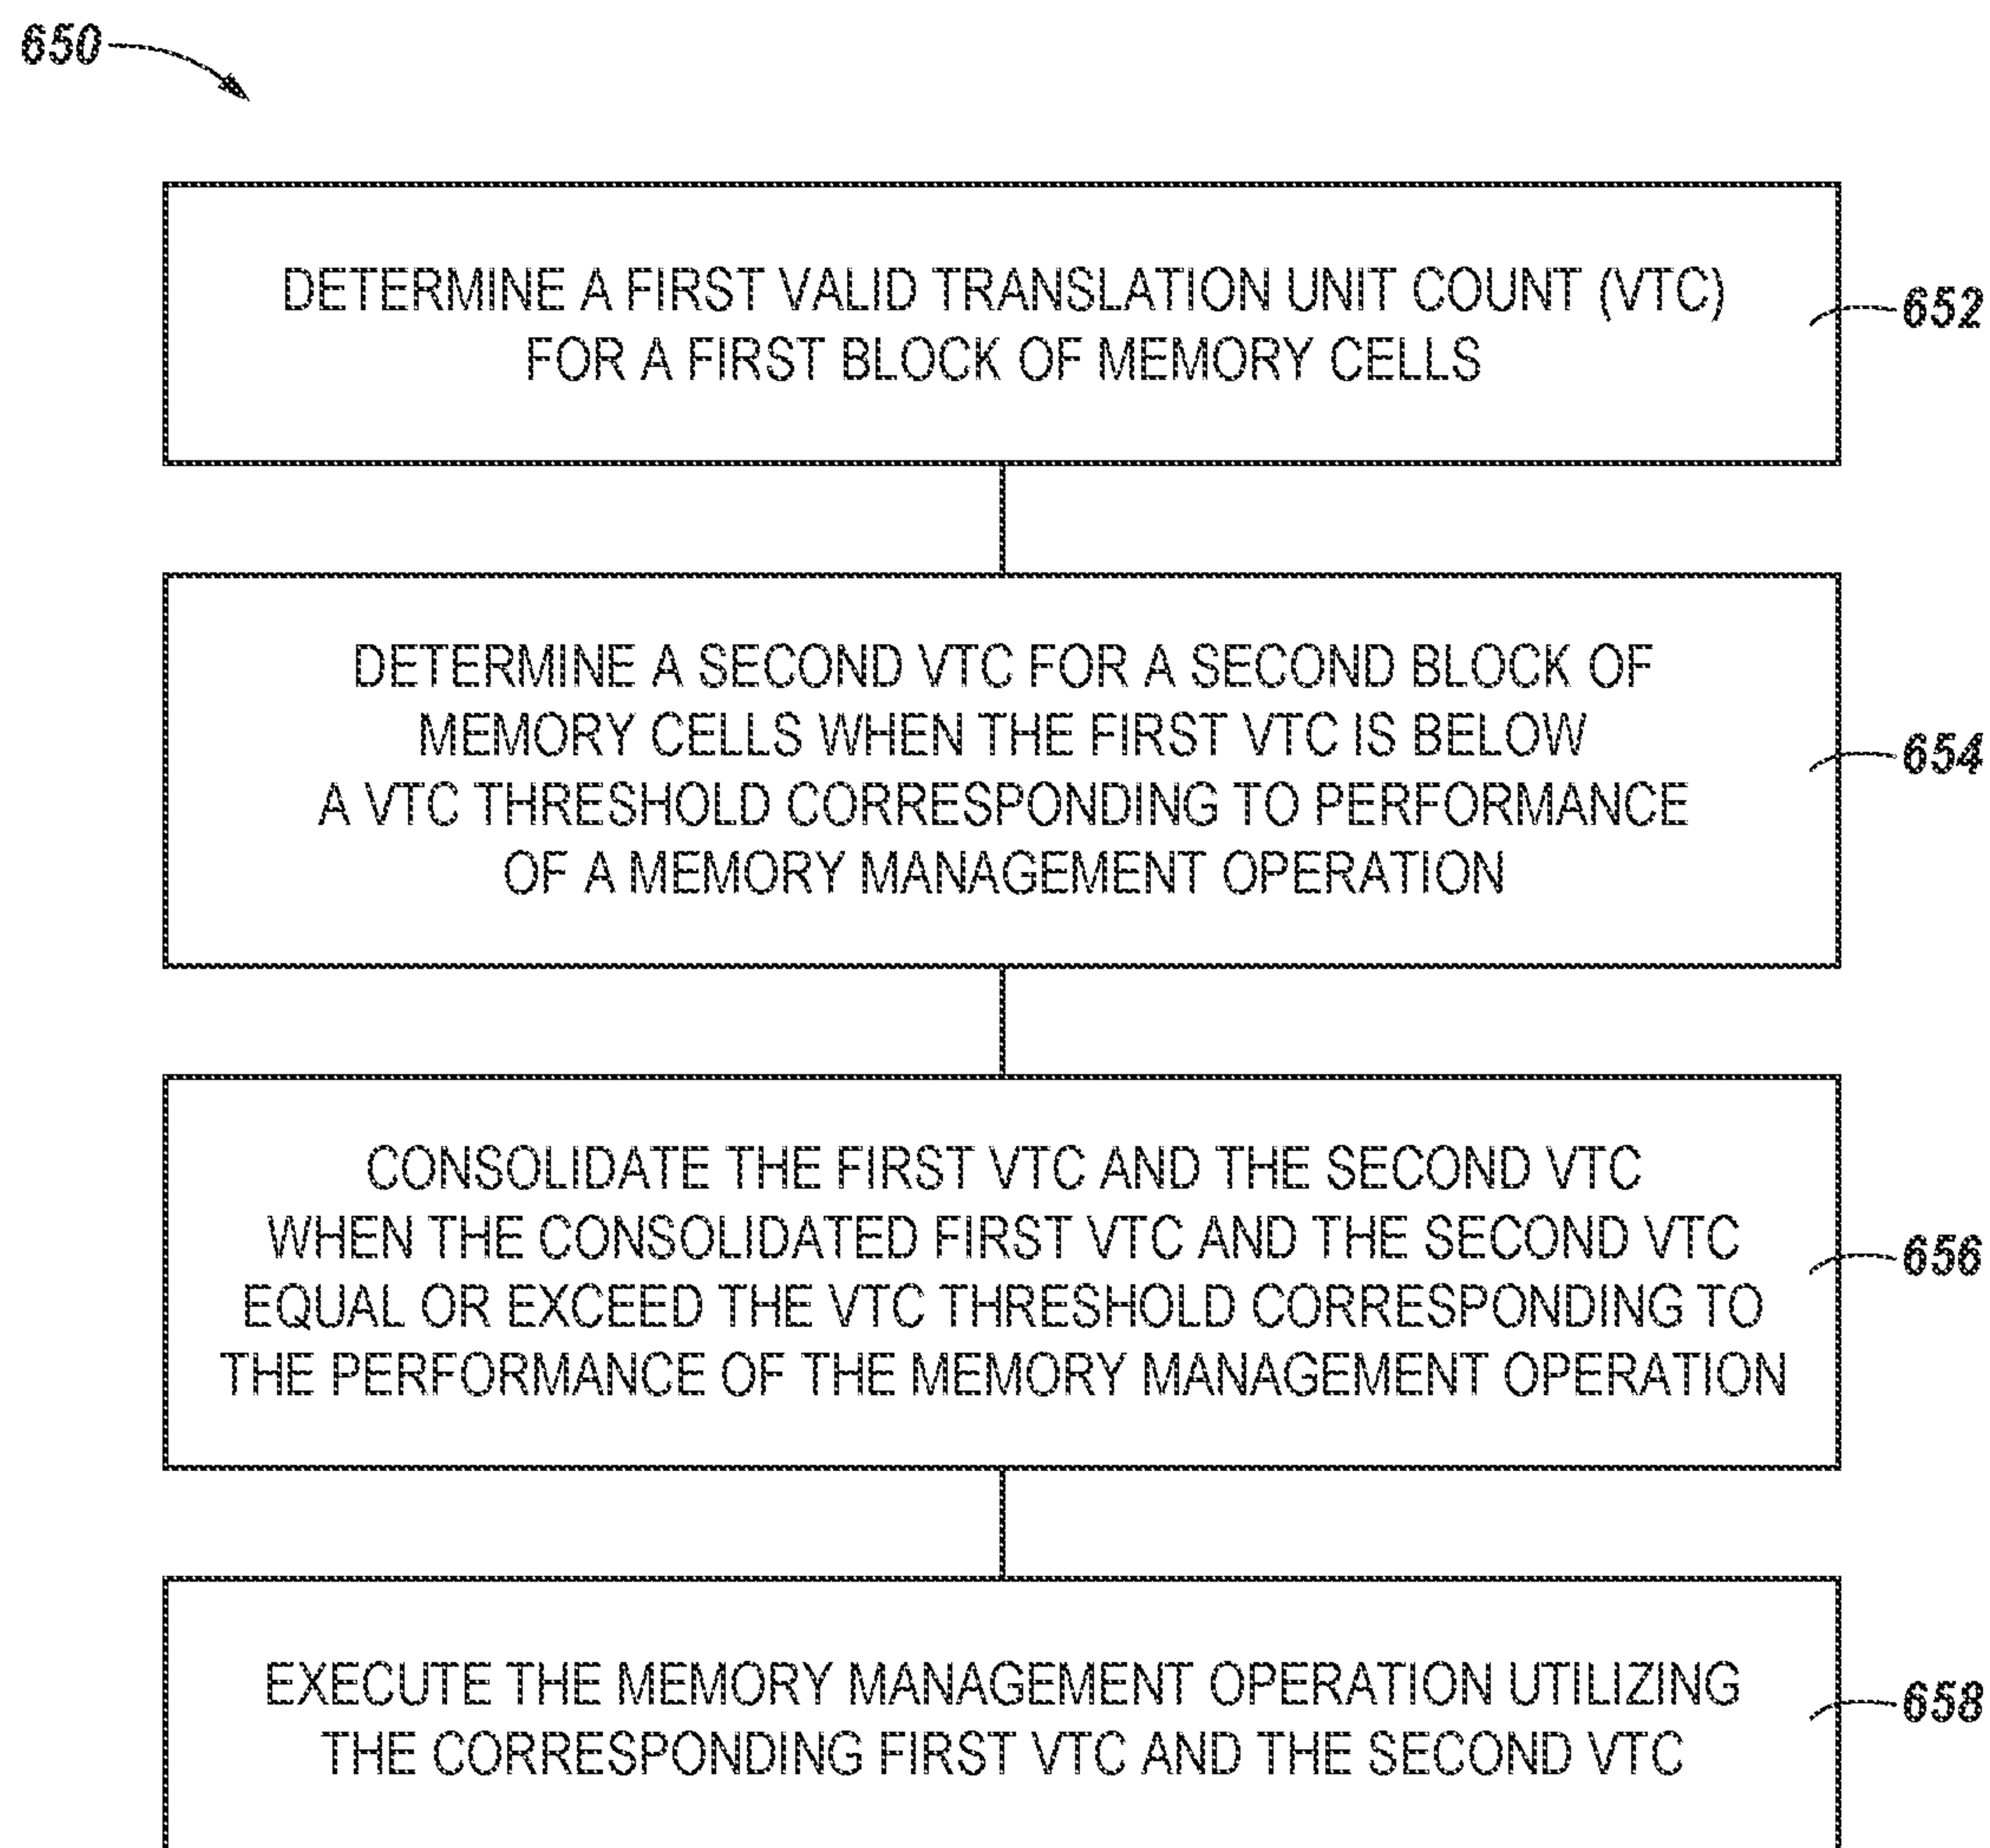 650
DETERMINE A FIRST VALID TRANSLATION UNIT COUNT (VTC)
FOR A FIRST BLOCK OF MEMORY CELLS
652
DETERMINE A SECOND VTC FOR A SECOND BLOCK OF
MEMORY CELLS WHEN THE FIRST VTC IS BELOW
A VTC THRESHOLD CORRESPONDING TO PERFORMANCE
OF A MEMORY MANAGEMENT OPERATION
654
CONSOLIDATE THE FIRST VTC AND THE SECOND VTC
WHEN THE CONSOLIDATED FIRST VTC AND THE SECOND VTC
EQUAL OR EXCEED THE VTC THRESHOLD CORRESPONDING TO
THE PERFORMANCE OF THE MEMORY MANAGEMENT OPERATION
656
EXECUTE THE MEMORY MANAGEMENT OPERATION UTILIZING
THE CORRESPONDING FIRST VTC AND THE SECOND VTC
658